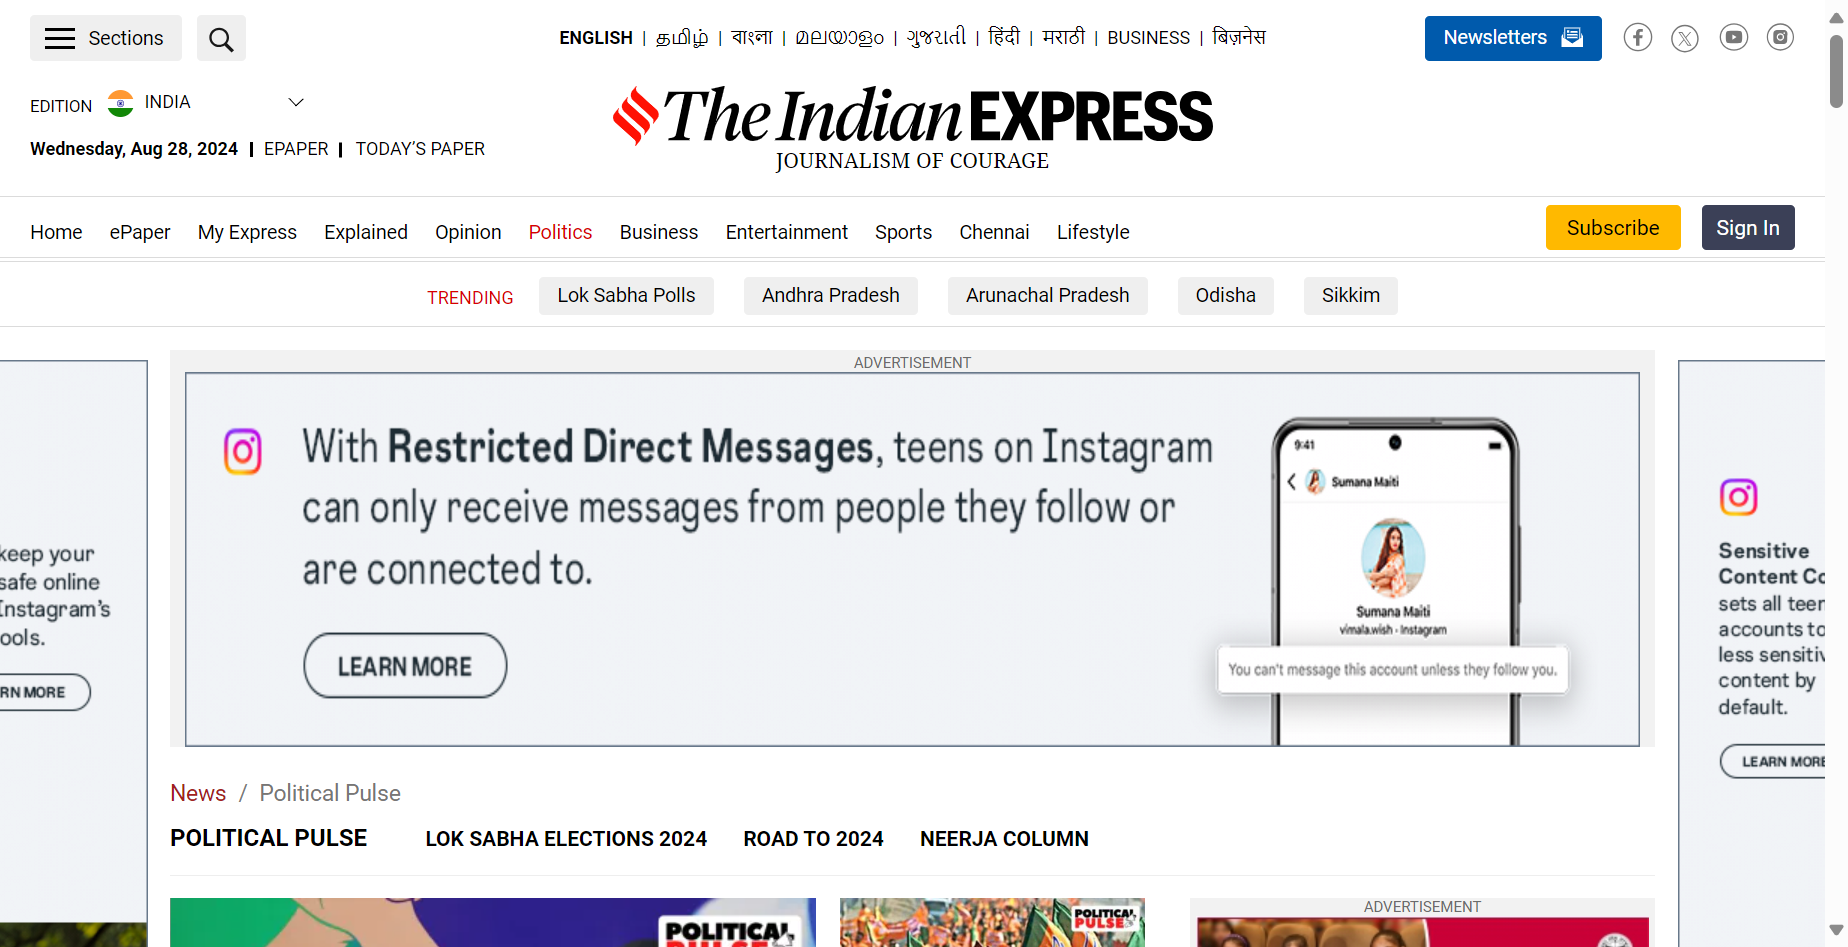 Sections
ENGLISH | தமிழ் | বাংলা | മലയാളം | ગુજરાતી | हिंदी | मराठी | BUSINESS | बिज़नेस
Newsletters
EDITION INDIA
Wednesday, Aug 28, 2024 | EPAPER | TODAY'S PAPER
The Indian EXPRESS
JOURNALISM OF COURAGE
Home ePaper My Express Explained Opinion Politics Business Entertainment Sports Chennai Lifestyle
Subscribe Sign In
TRENDING Lok Sabha Polls Andhra Pradesh Arunachal Pradesh Odisha Sikkim
ADVERTISEMENT
With Restricted Direct Messages, teens on Instagram
can only receive messages from people they follow or
are connected to.
LEARN MORE
9:41
Sumana Maiti
Sumana Maiti
vimala.wish · Instagram
You can't message this account unless they follow you.
keep your
safe online
Instagram's
ools.
RN MORE
Sensitive
Content Co
sets all teen
accounts to
less sensitiv
content by
default.
LEARN MORE
News / Political Pulse
POLITICAL PULSE LOK SABHA ELECTIONS 2024 ROAD TO 2024 NEERJA COLUMN
POLITICAL
PULSE
POLITICAL
PULSE
ADVERTISEMENT